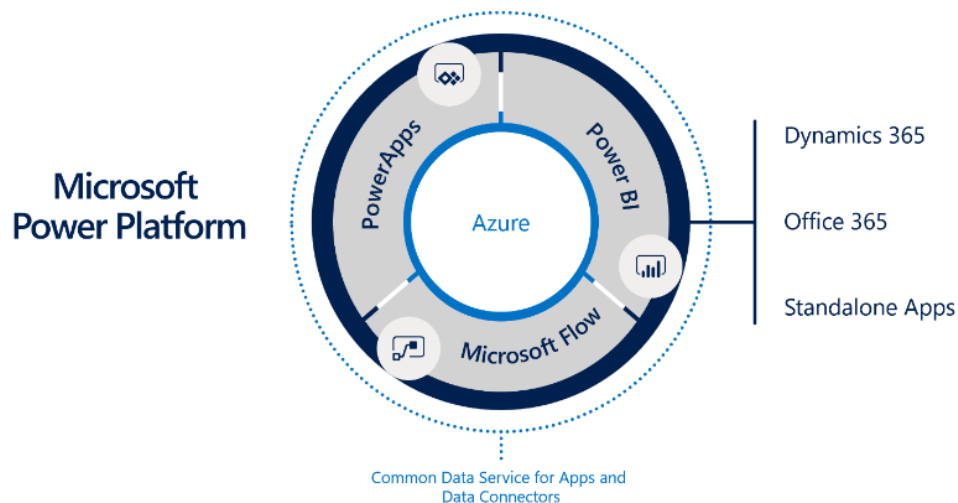 Microsoft
Power Platform
PowerApps
Power BI
Azure
Microsoft Flow
Dynamics 365
Office 365
Standalone Apps
Common Data Service for Apps and
Data Connectors